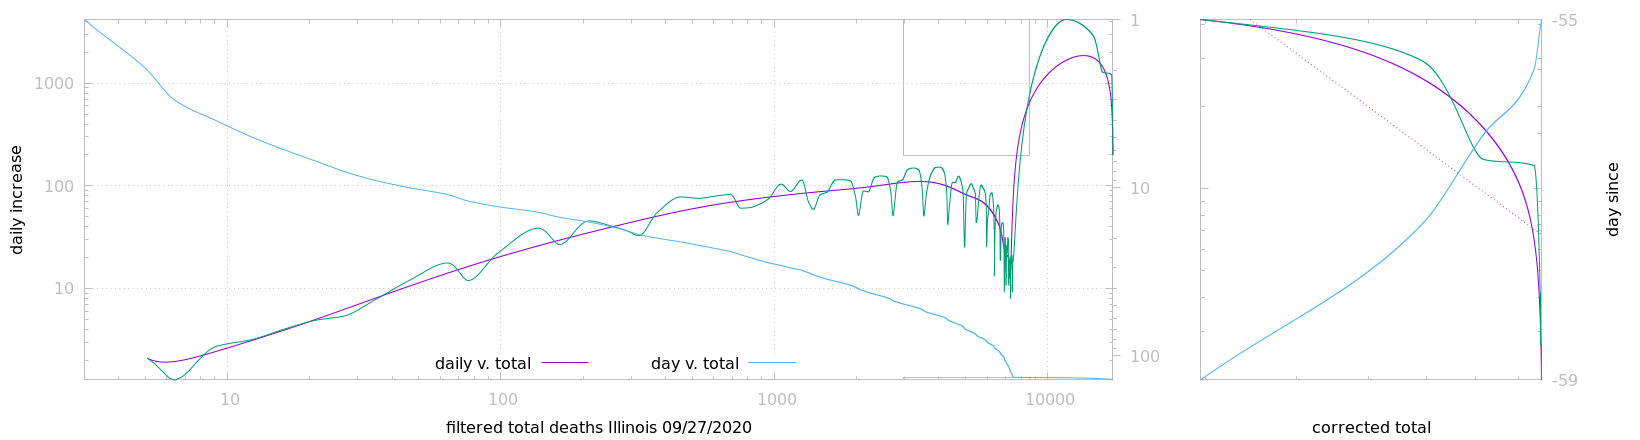 1
-55
1000
daily increase
100
10
day since
10
daily v. total
day v. total
100
-59
10
100
1000
10000
filtered total deaths Illinois 09/27/2020
corrected total